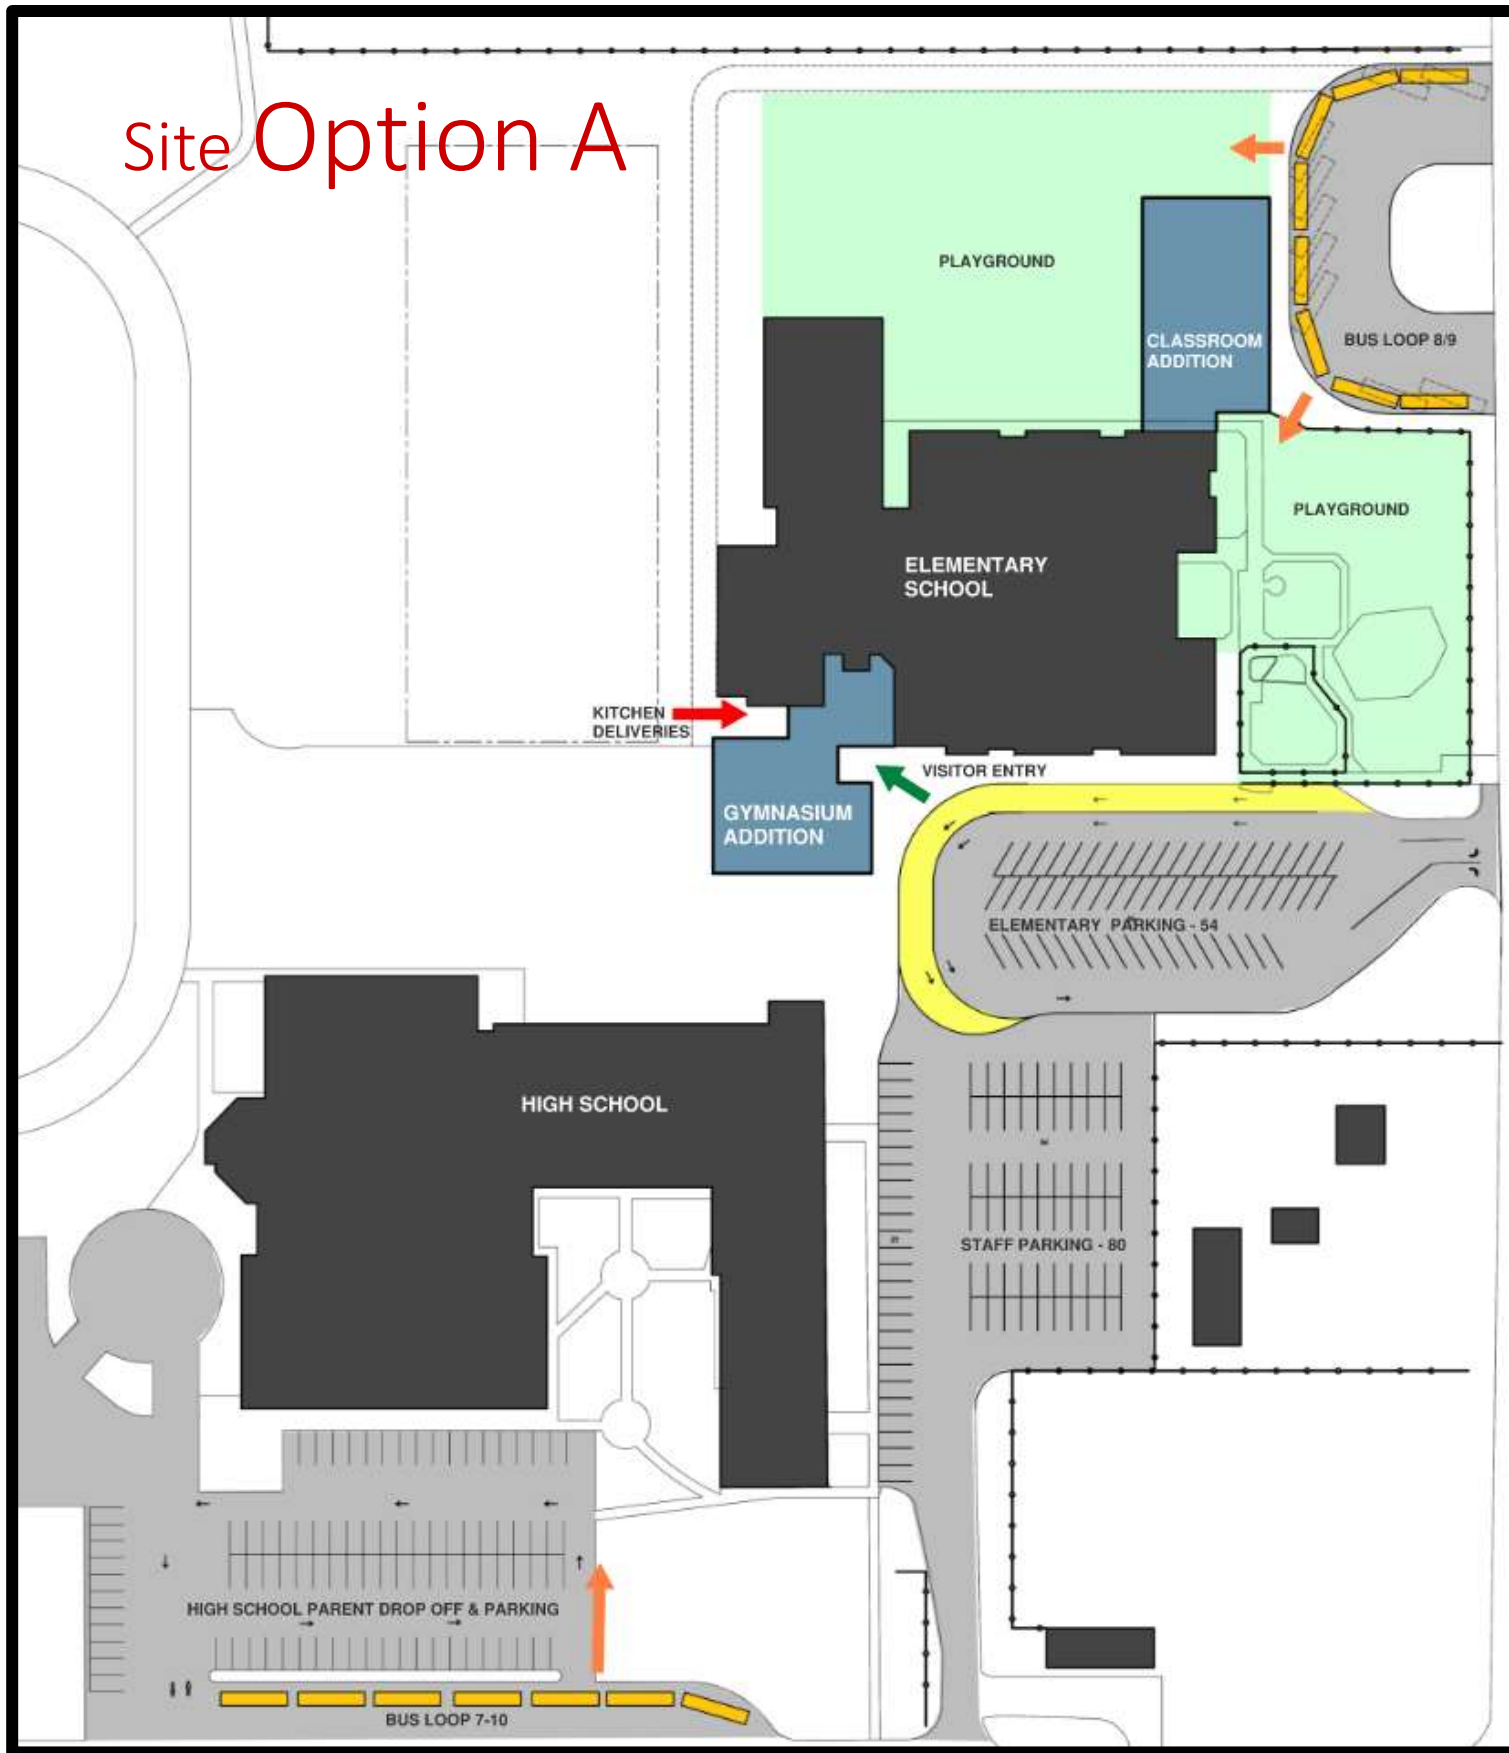 Site Option A
PLAYGROUND
CLASSROOM
ADDITION
BUS LOOP 8/9
PLAYGROUND
ELEMENTARY
SCHOOL
KITCHEN
DELIVERIES
VISITOR ENTRY
GYMNASIUM
ADDITION
ELEMENTARY PARKING - 54
HIGH SCHOOL
STAFF PARKING - 80
HIGH SCHOOL PARENT DROP OFF & PARKING
BUS LOOP 7-10